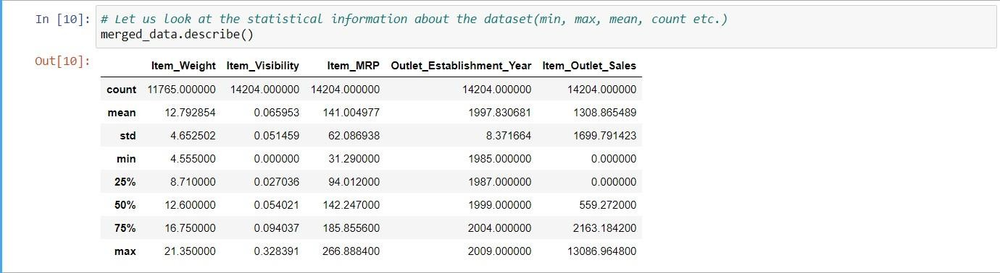 In [10]: # Let us look at the statistical information about the dataset(min, max, mean, count etc.)
merged_data.describe()
Out[10]:
Item_Weight Item_Visibility Item_MRP Outlet_Establishment_Year Item_Outlet_Sales
count 11765.000000 14204.000000 14204.000000 14204.000000 14204.000000
mean 12.792854 0.065953 141.004977 1997.830681 1308.865489
std 4.652502 0.051459 62.086938 8.371664 1699.791423
min 4.555000 0.000000 31.290000 1985.000000 0.000000
25% 8.710000 0.027036 94.012000 1987.000000 0.000000
50% 12.600000 0.054021 142.247000 1999.000000 559.272000
75% 16.750000 0.094037 185.855600 2004.000000 2163.184200
max 21.350000 0.328391 266.888400 2009.000000 13086.964800